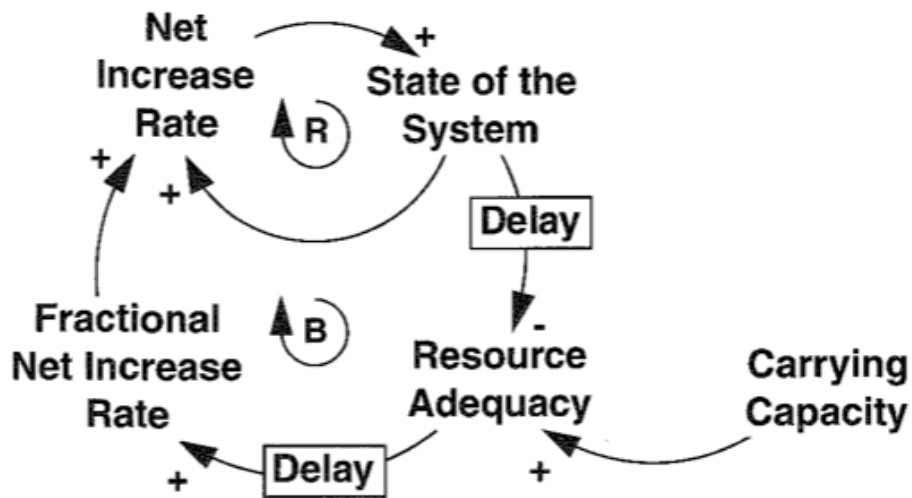 Net
Increase
Rate
+
State of the
System
R
+
+
Delay
Fractional
Net Increase
Rate
B
-
Resource
Adequacy
Carrying
Capacity
+
Delay
+